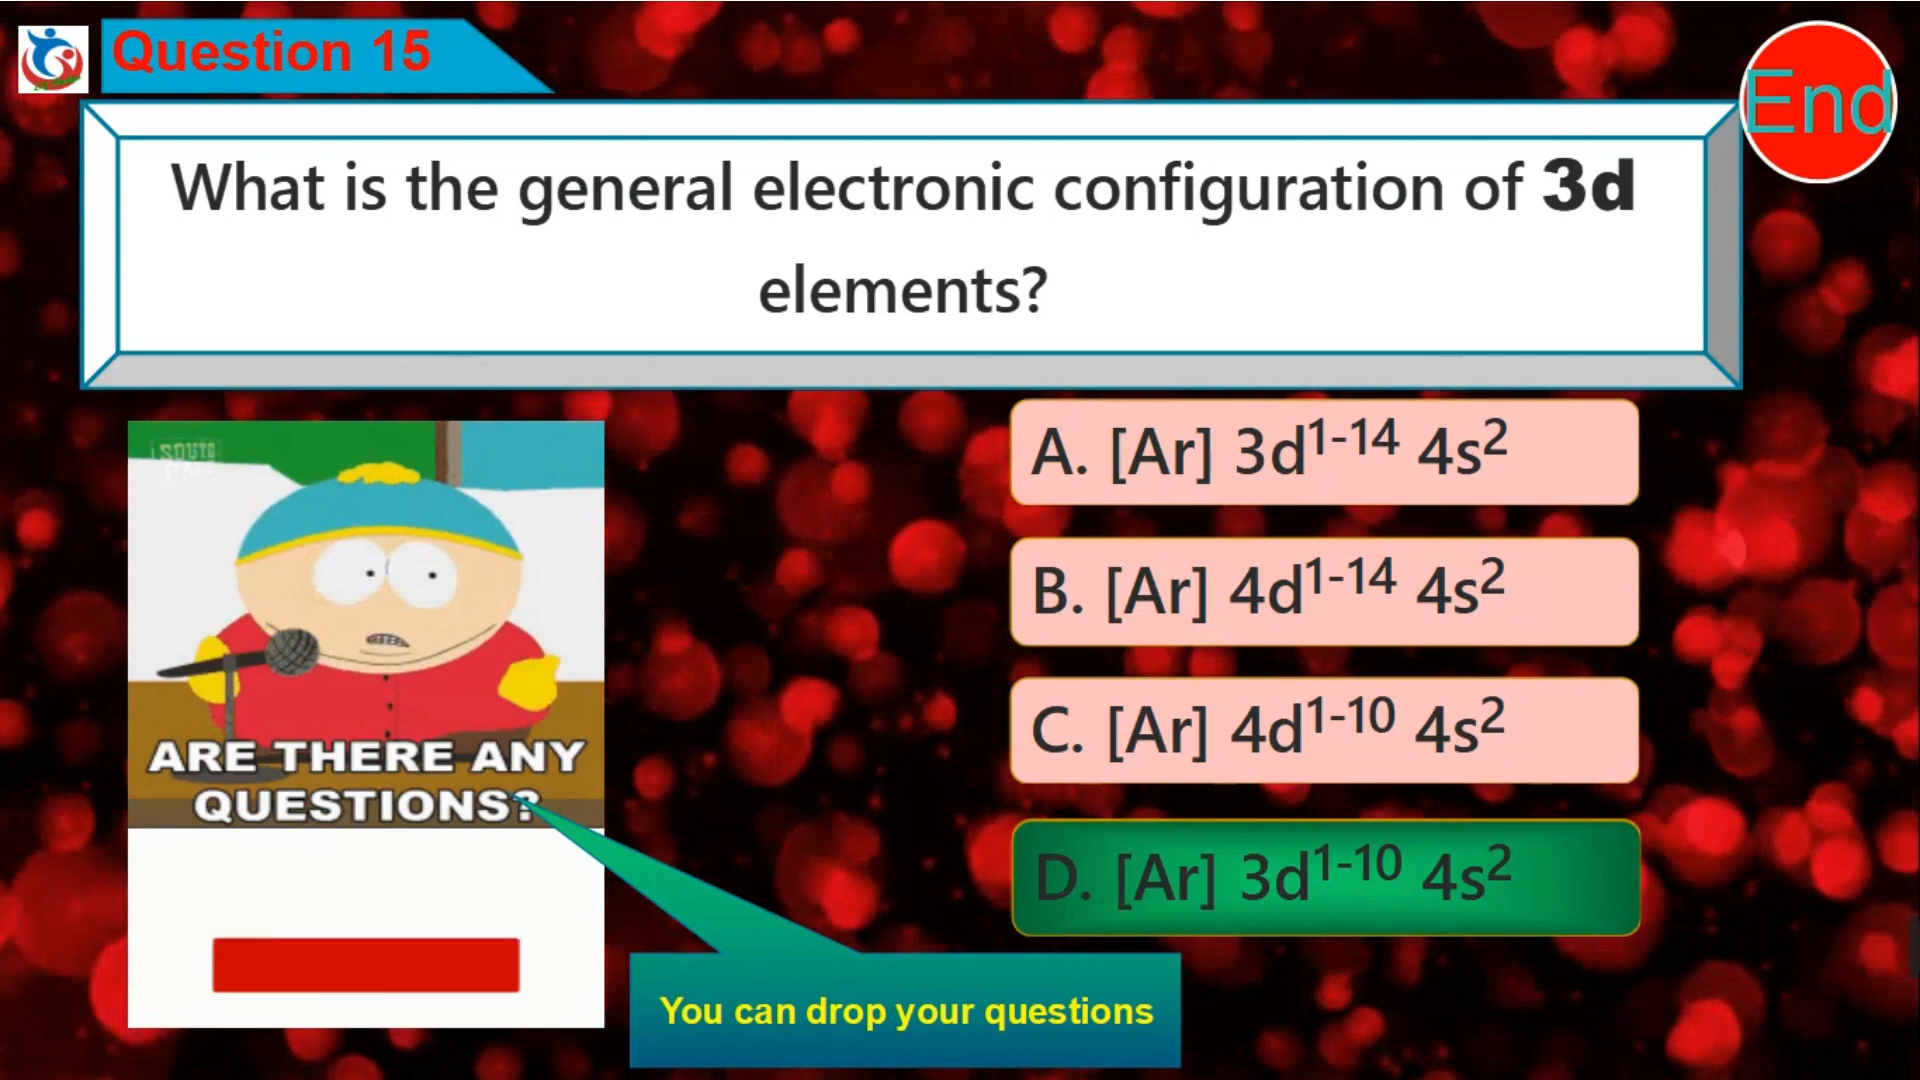 Question 15
End
What is the general electronic configuration of 3d
elements?
SOUTH
PARK
A. [Ar] 3d¹⁻¹⁴ 4s²
B. [Ar] 4d¹⁻¹⁴ 4s²
C. [Ar] 4d¹⁻¹⁰ 4s²
D. [Ar] 3d¹⁻¹⁰ 4s²
ARE THERE ANY
QUESTIONS?
You can drop your questions